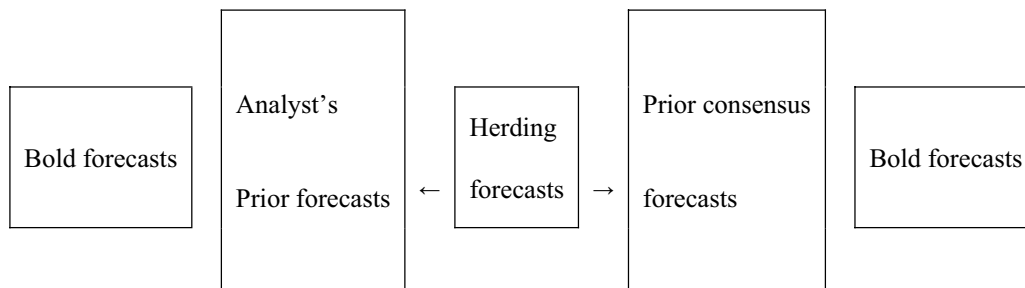 Bold forecasts
Analyst’s
Prior forecasts
←
Herding
forecasts
→
Prior consensus
forecasts
Bold forecasts